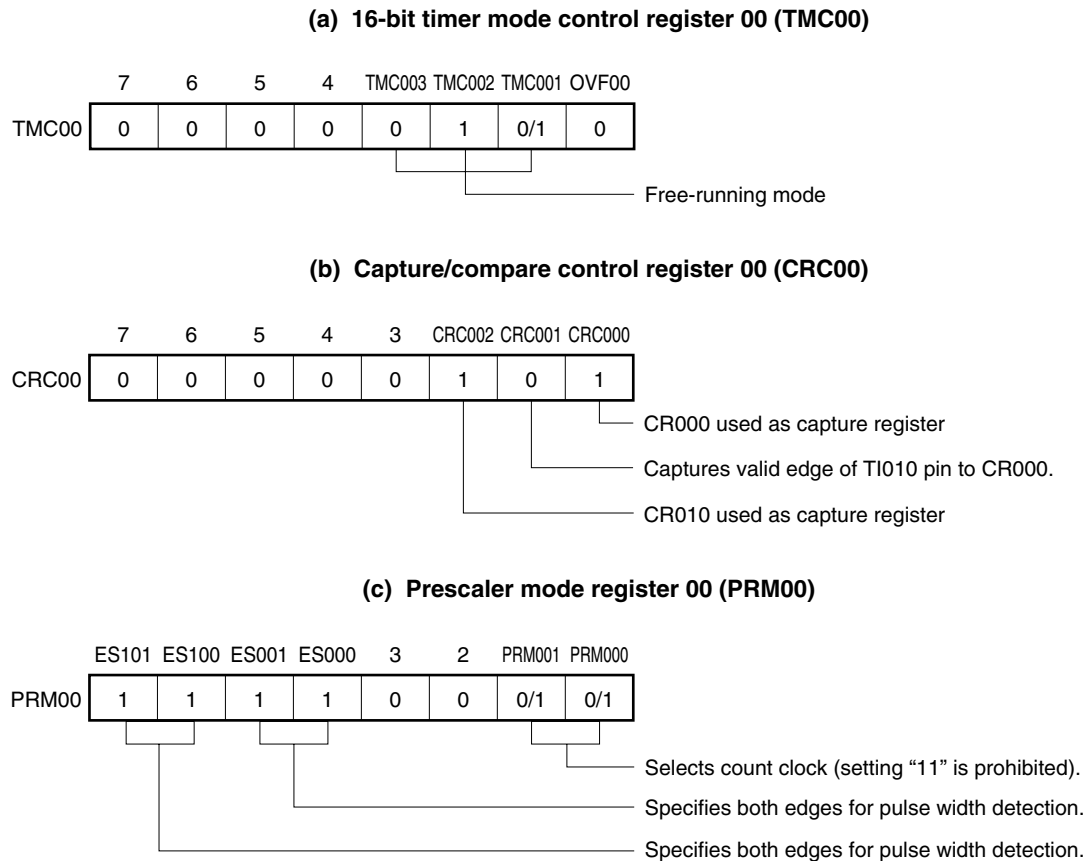 (a) 16-bit timer mode control register 00 (TMC00)
7 6 5 4 TMC003 TMC002 TMC001 OVF00
TMC00 0 0 0 0 0 1 0/1 0
Free-running mode
(b) Capture/compare control register 00 (CRC00)
7 6 5 4 3 CRC002 CRC001 CRC000
CRC00 0 0 0 0 0 1 0 1
CR000 used as capture register
Captures valid edge of TI010 pin to CR000.
CR010 used as capture register
(c) Prescaler mode register 00 (PRM00)
ES101 ES100 ES001 ES000 3 2 PRM001 PRM000
PRM00 1 1 1 1 0 0 0/1 0/1
Selects count clock (setting “11” is prohibited).
Specifies both edges for pulse width detection.
Specifies both edges for pulse width detection.